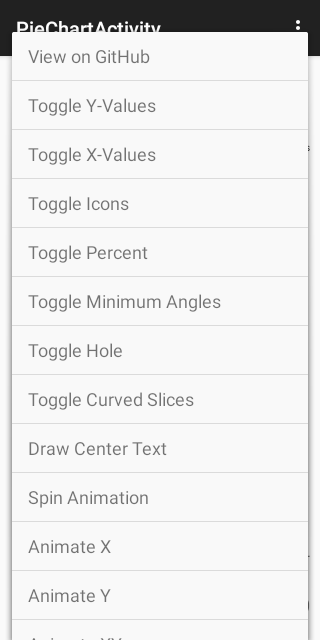 PieChartActivity
View on GitHub
Toggle Y-Values
Toggle X-Values
Toggle Icons
Toggle Percent
Toggle Minimum Angles
Toggle Hole
Toggle Curved Slices
Draw Center Text
Spin Animation
Animate X
Animate Y